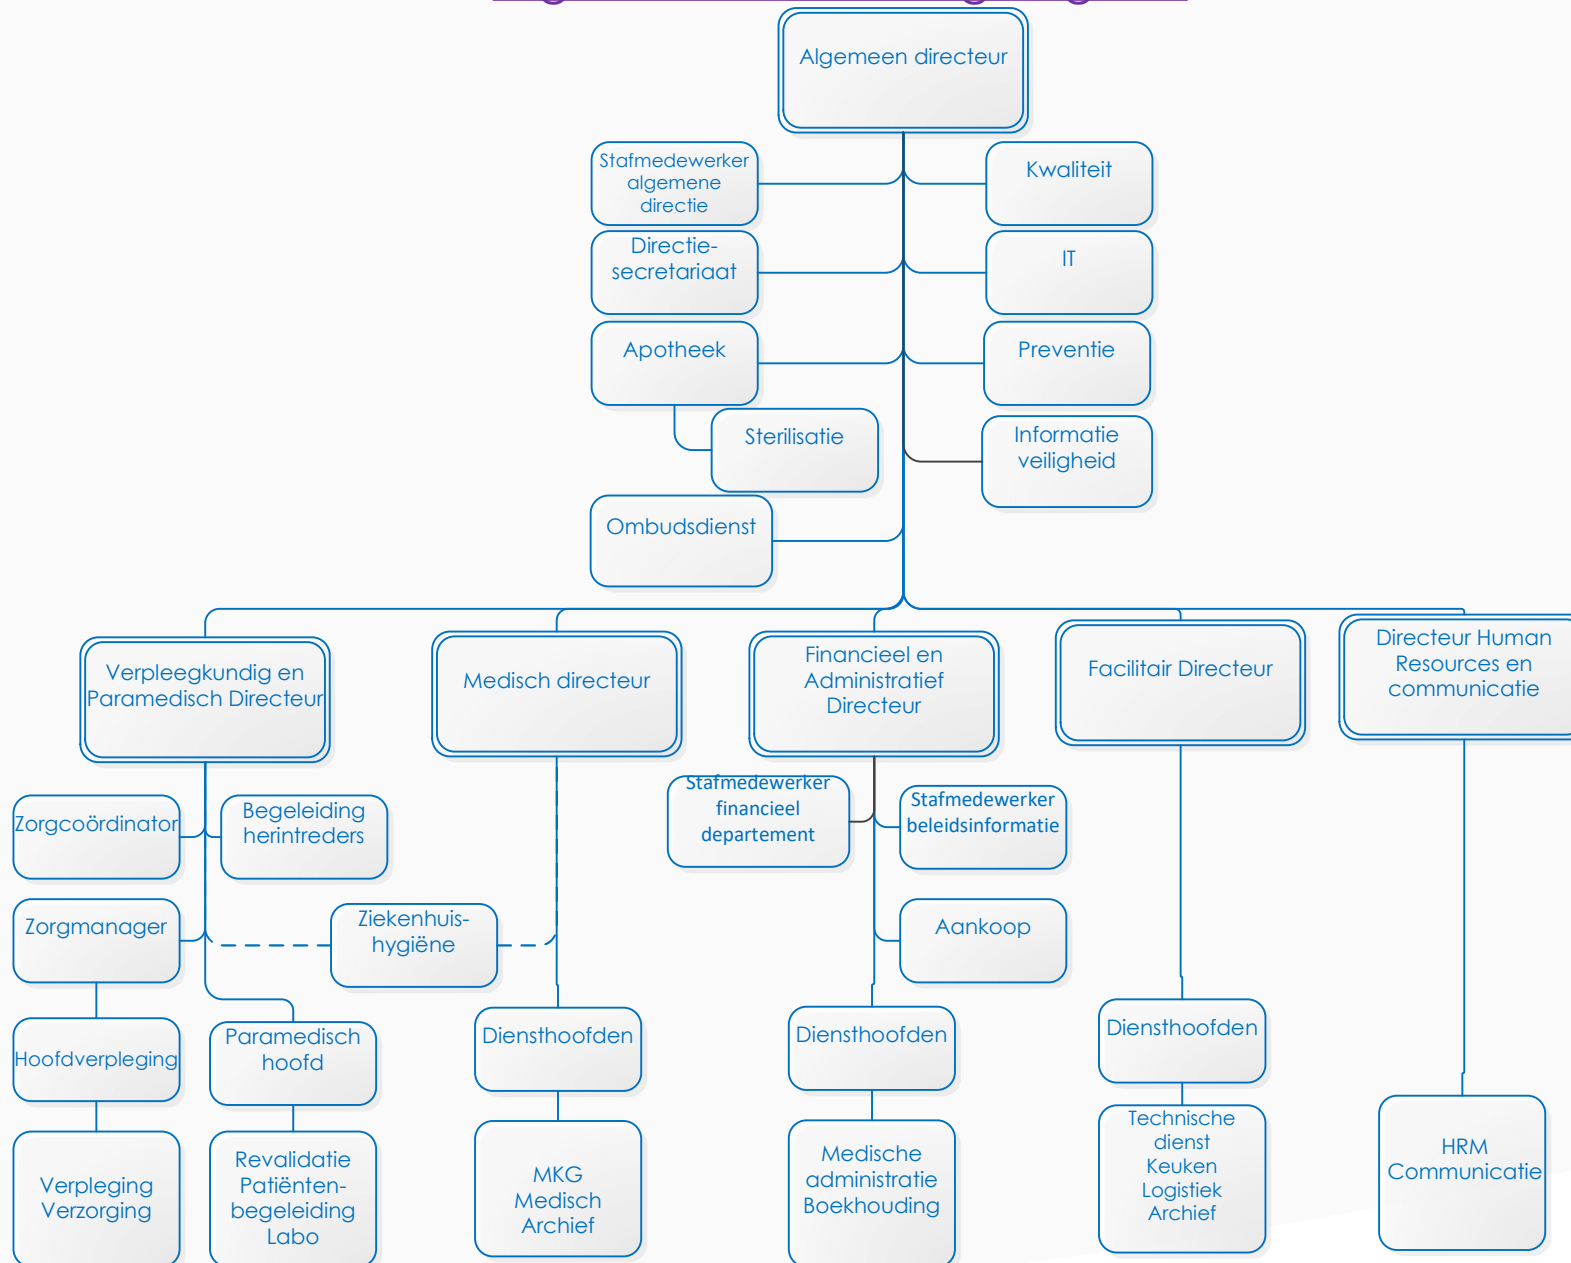 Algemeen directeur
Stafmedewerker
algemene
directie
Kwaliteit
Directie-
secretariaat
IT
Apotheek
Preventie
Sterilisatie
Informatie
veiligheid
Ombudsdienst
Verpleegkundig en
Paramedisch Directeur
Medisch directeur
Financieel en
Administratief
Directeur
Facilitair Directeur
Directeur Human
Resources en
communicatie
Zorgcoördinator
Begeleiding
herintreders
Stafmedewerker
financieel
departement
Stafmedewerker
beleidsinformatie
Zorgmanager
Ziekenhuis-
hygiëne
Aankoop
Hoofdverpleging
Paramedisch
hoofd
Diensthoofden
Diensthoofden
Diensthoofden
Verpleging
Verzorging
Revalidatie
Patiënten-
begeleiding
Labo
MKG
Medisch
Archief
Medische
administratie
Boekhouding
Technische
dienst
Keuken
Logistiek
Archief
HRM
Communicatie